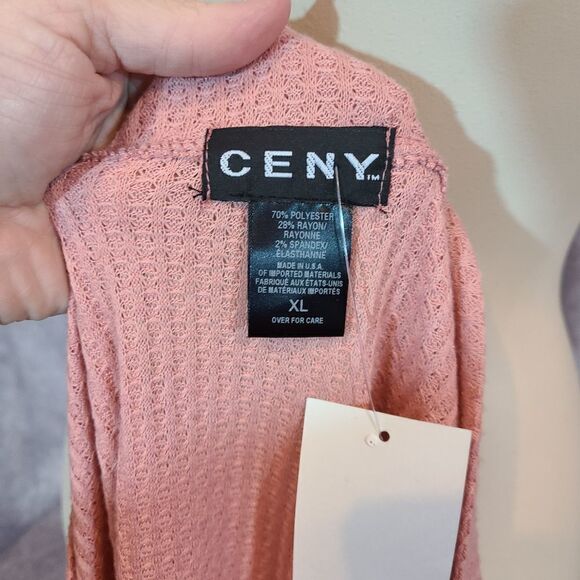 CENY TM
70% POLYESTER
28% RAYON/
RAYONNE
2% SPANDEX/
ÉLASTHANNE
MADE IN U.S.A.
OF IMPORTED MATERIALS
FABRIQUÉ AUX ÉTATS-UNIS
DE MATÉRIAUX IMPORTÉS
XL
OVER FOR CARE